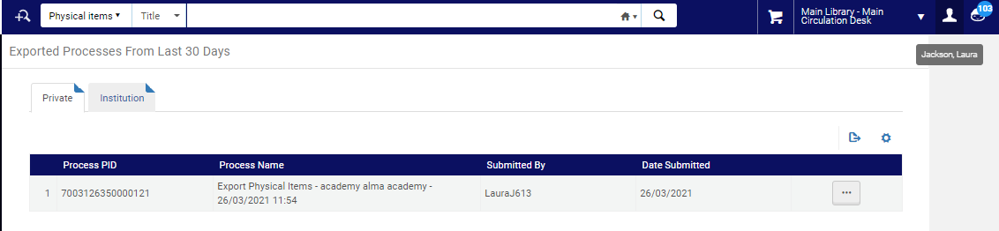 Physical items
Title
Main Library - Main
Circulation Desk
103
Exported Processes From Last 30 Days
Jackson, Laura
Private
Institution
Process PID
Process Name
Submitted By
Date Submitted
1
7003126350000121
Export Physical Items - academy alma academy -
26/03/2021 11:54
LauraJ613
26/03/2021